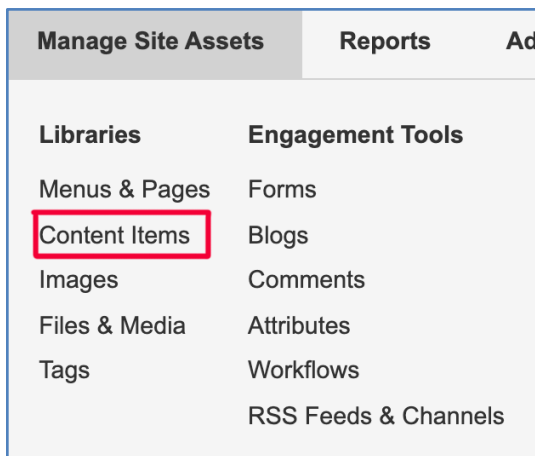 Manage Site Assets
Reports
Libraries
Menus & Pages
Content Items
Images
Files & Media
Tags
Engagement Tools
Forms
Blogs
Comments
Attributes
Workflows
RSS Feeds & Channels